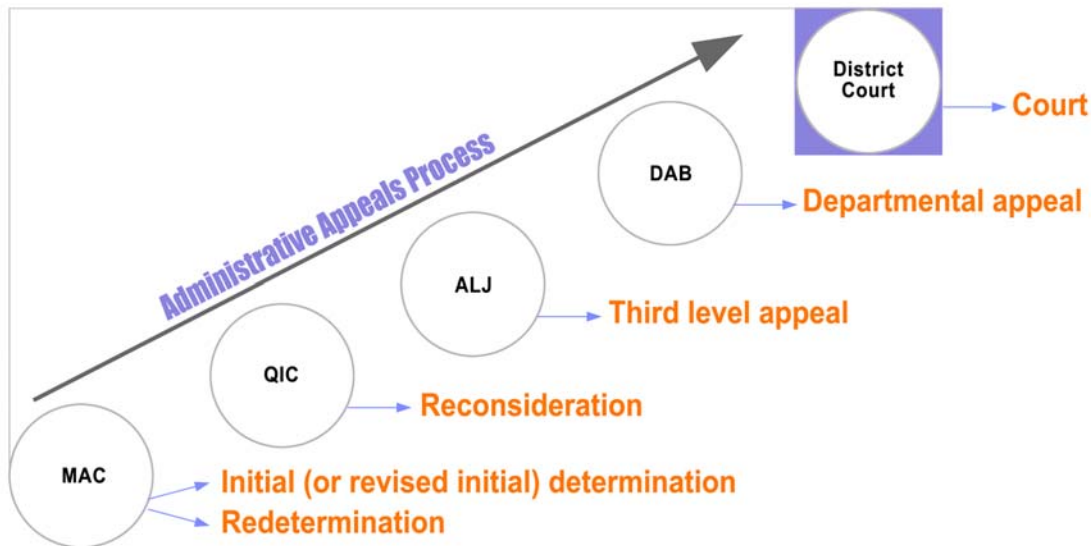 District
Court
Court
DAB
Departmental appeal
Administrative Appeals Process
ALJ
Third level appeal
QIC
Reconsideration
MAC
Initial (or revised initial) determination
Redetermination